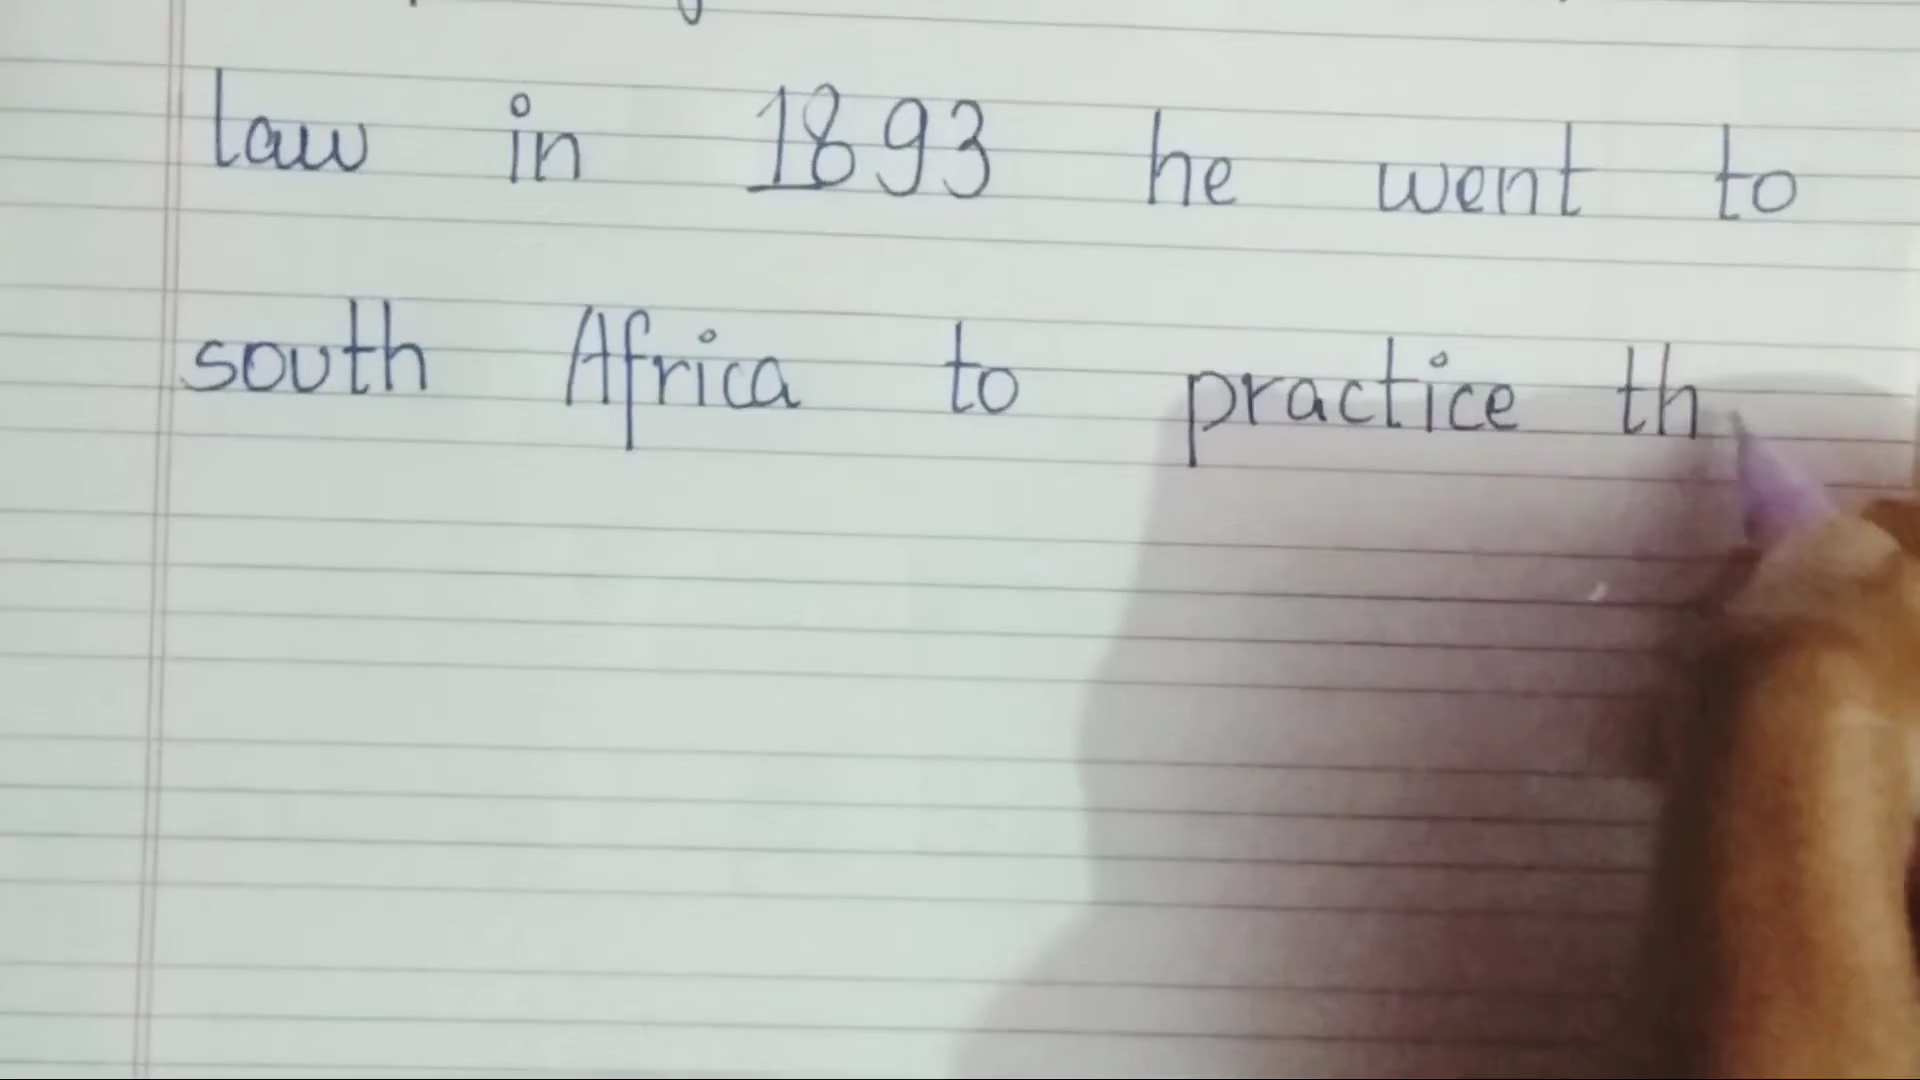 law in 1893 he went to
south Africa to practice th